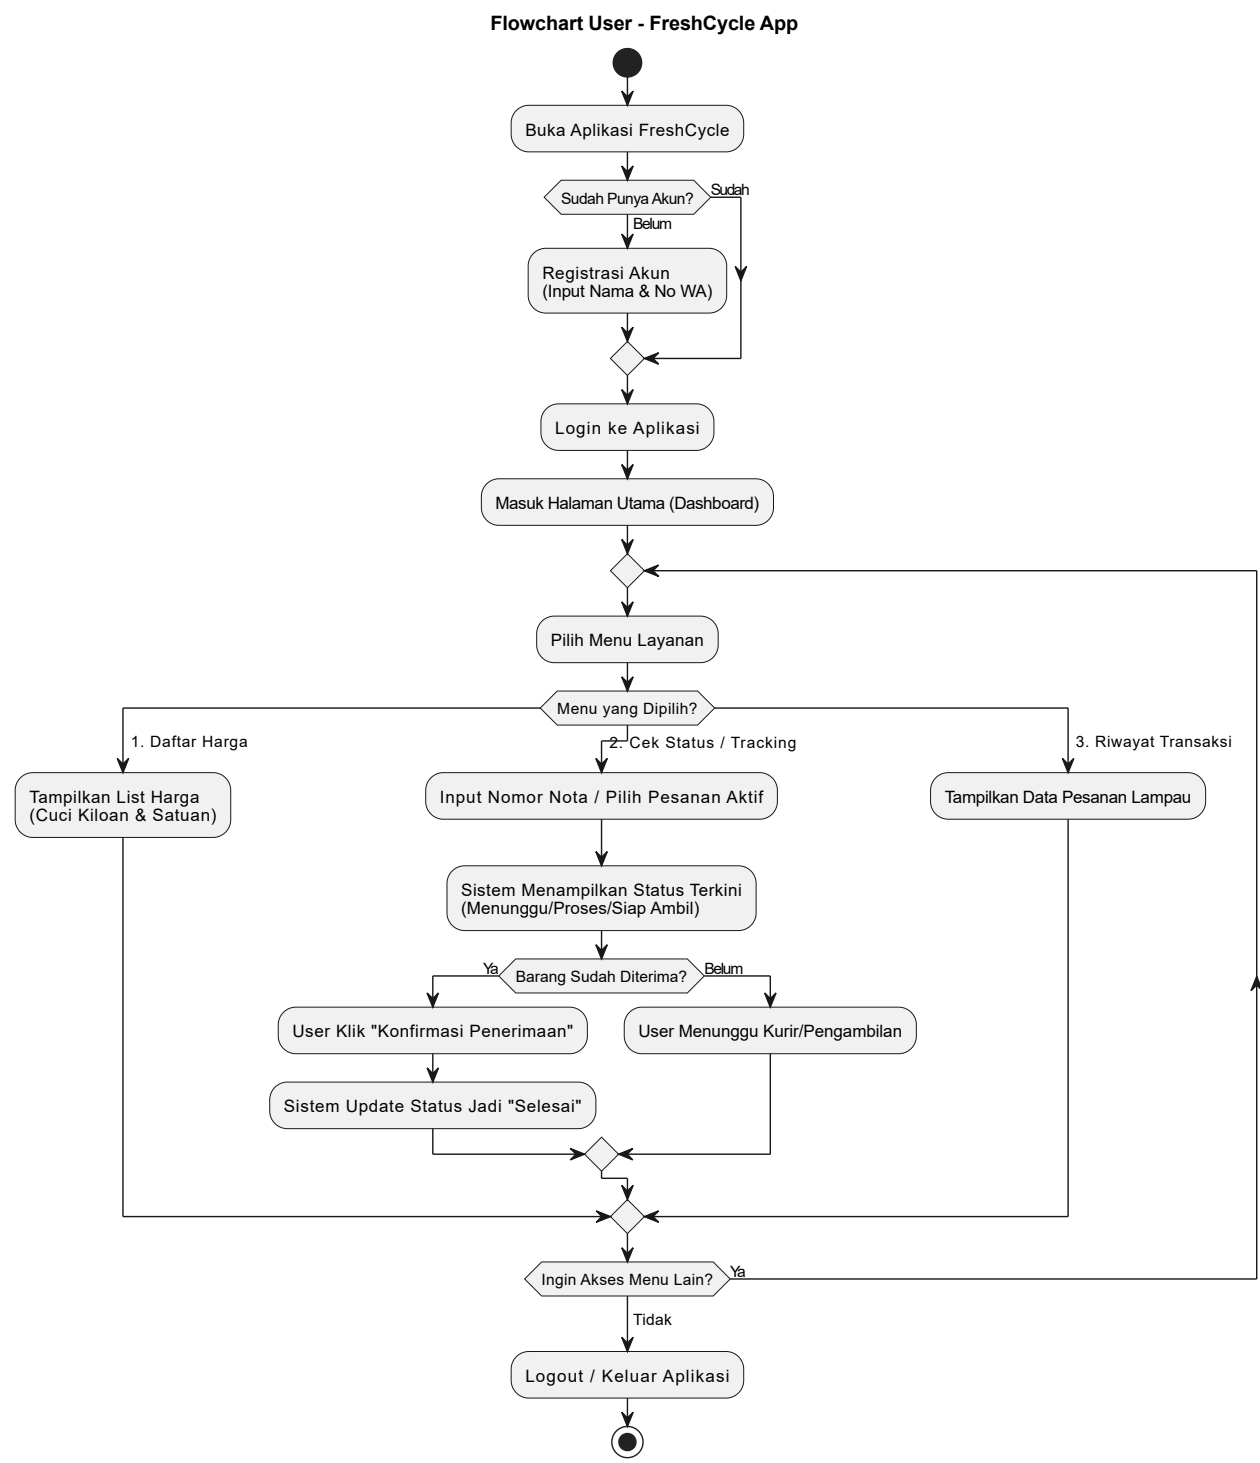 Flowchart User - FreshCycle App
Buka Aplikasi FreshCycle
Sudah Punya Akun?
Sudah
Belum
Registrasi Akun
(Input Nama & No WA)
Login ke Aplikasi
Masuk Halaman Utama (Dashboard)
Pilih Menu Layanan
Menu yang Dipilih?
1. Daftar Harga
2. Cek Status / Tracking
3. Riwayat Transaksi
Tampilkan List Harga
(Cuci Kiloan & Satuan)
Input Nomor Nota / Pilih Pesanan Aktif
Tampilkan Data Pesanan Lampau
Sistem Menampilkan Status Terkini
(Menunggu/Proses/Siap Ambil)
Ya
Barang Sudah Diterima?
Belum
User Klik "Konfirmasi Penerimaan"
User Menunggu Kurir/Pengambilan
Sistem Update Status Jadi "Selesai"
Ingin Akses Menu Lain?
Ya
Tidak
Logout / Keluar Aplikasi